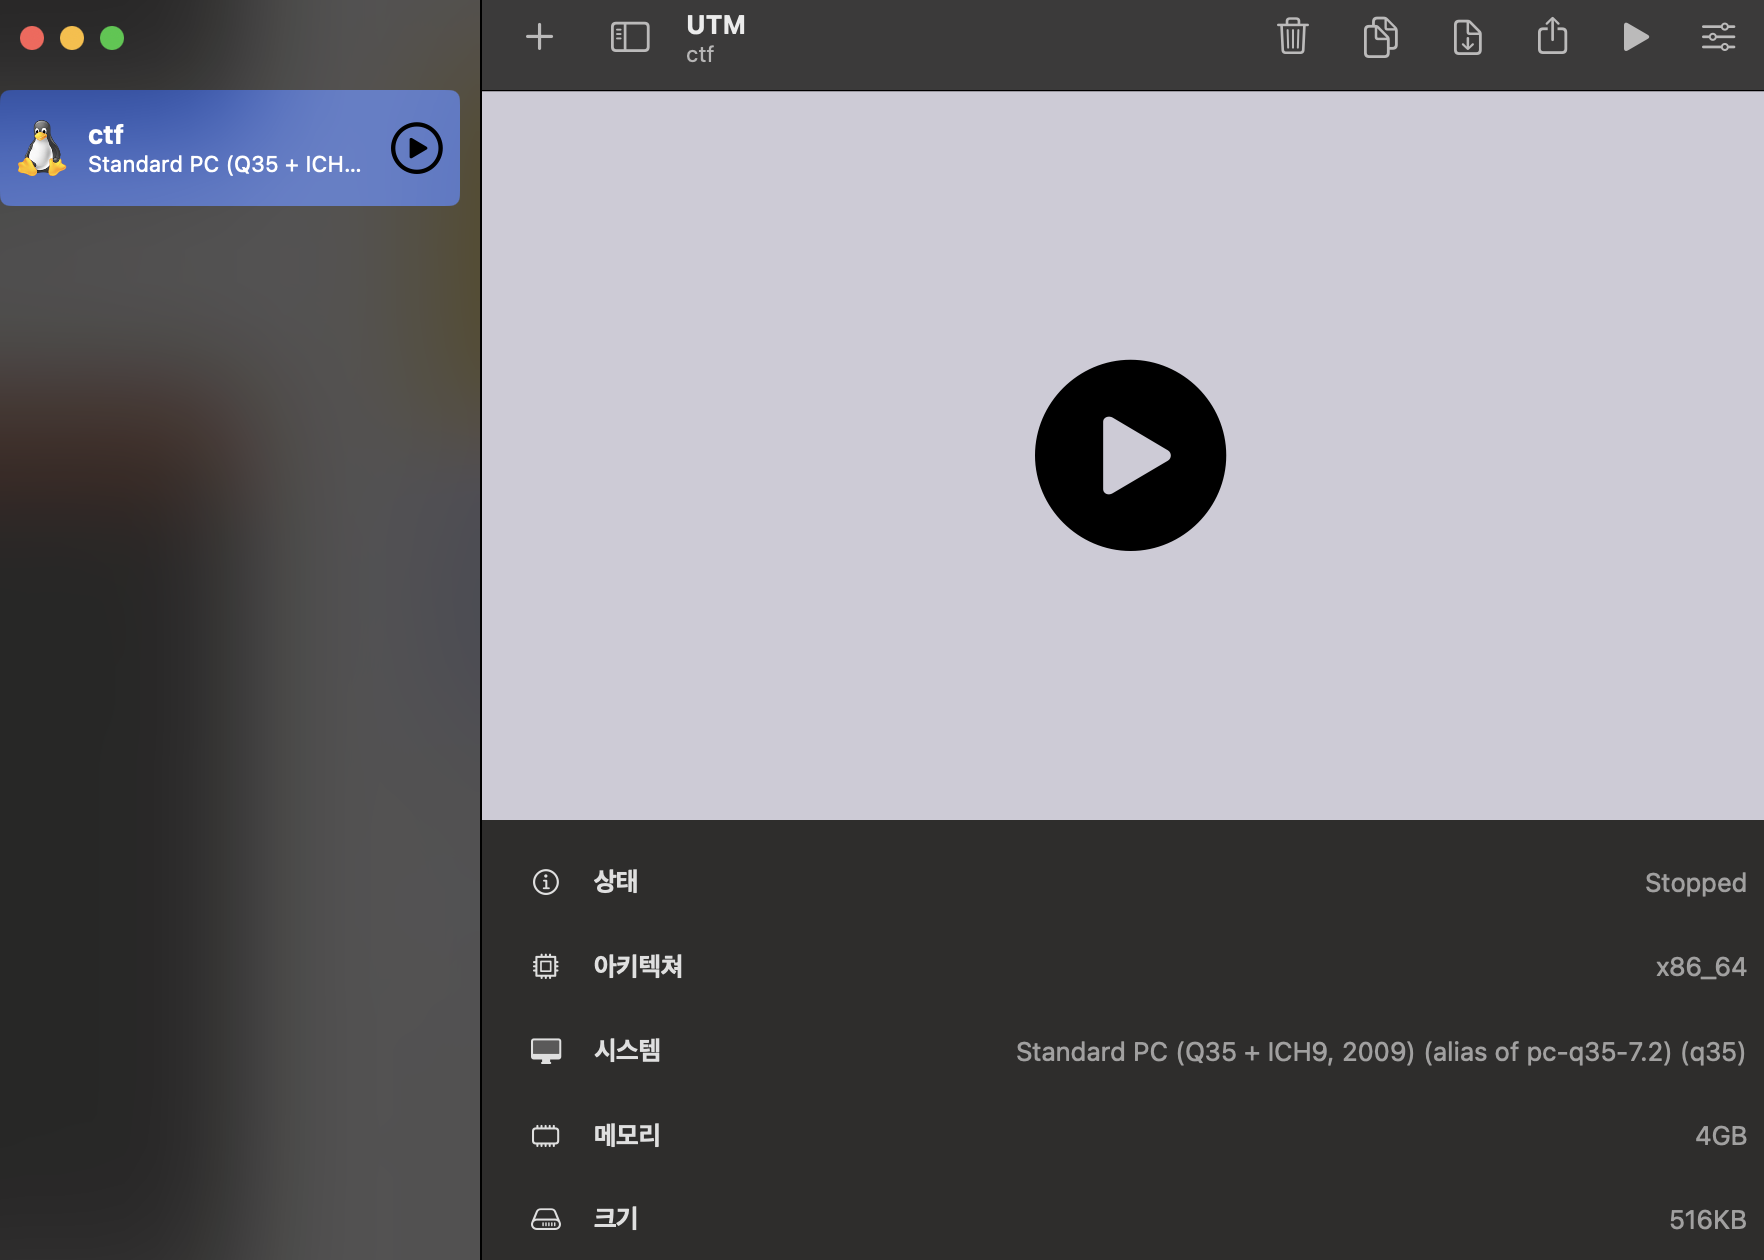 ctf
Standard PC (Q35 + ICH...
UTM
ctf
상태
Stopped
아키텍쳐
x86_64
시스템
Standard PC (Q35 + ICH9, 2009) (alias of pc-q35-7.2) (q35)
메모리
4GB
크기
516KB